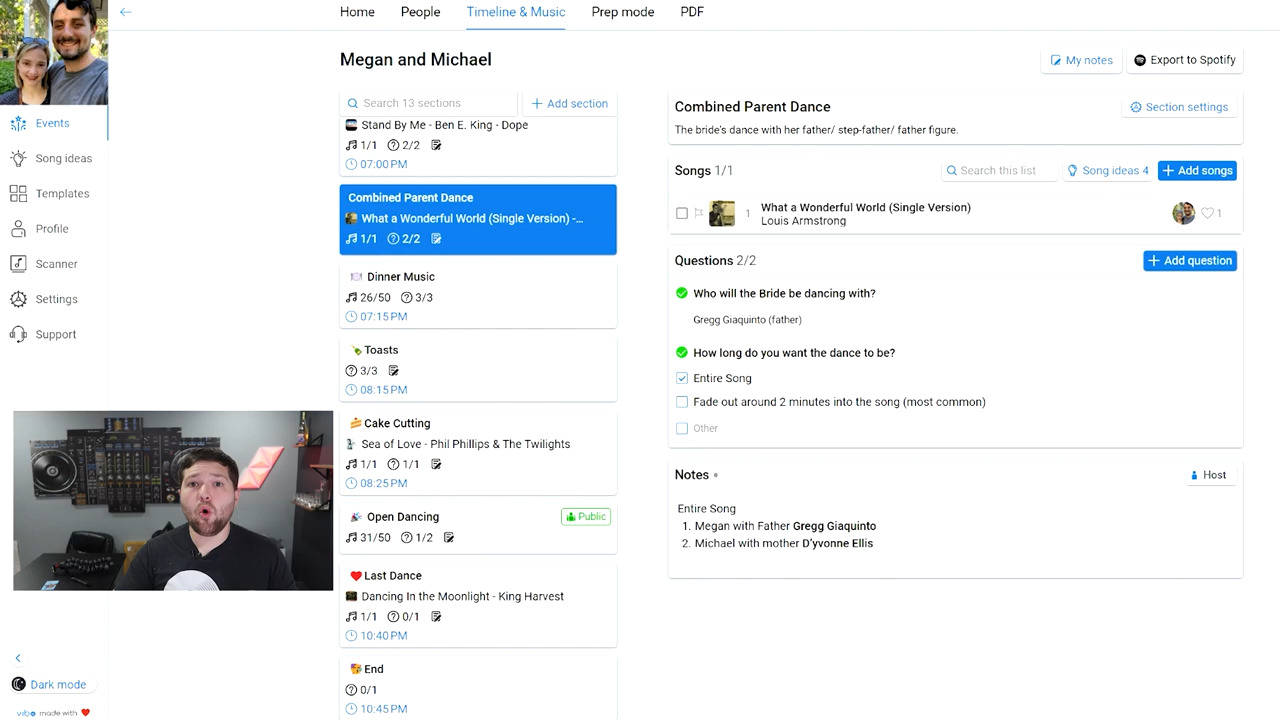 Home People Timeline & Music Prep mode PDF
Megan and Michael
My notes Export to Spotify
Events
Song ideas
Templates
Profile
Scanner
Settings
Support
Dark mode
vibo made with
Search 13 sections Add section
Stand By Me - Ben E. King - Dope
1/1 2/2
07:00 PM
Combined Parent Dance
What a Wonderful World (Single Version) -...
1/1 2/2
Dinner Music
26/50 3/3
07:15 PM
Toasts
3/3
08:15 PM
Cake Cutting
Sea of Love - Phil Phillips & The Twilights
1/1 1/1
08:25 PM
Open Dancing Public
31/50 1/2
Last Dance
Dancing In the Moonlight - King Harvest
1/1 0/1
10:40 PM
End
0/1
10:45 PM
Combined Parent Dance Section settings
The bride's dance with her father/ step-father/ father figure.
Songs 1/1 Search this list Song ideas 4 Add songs
1 What a Wonderful World (Single Version) 1
Louis Armstrong
Questions 2/2 Add question
Who will the Bride be dancing with?
Gregg Giaquinto (father)
How long do you want the dance to be?
Entire Song
Fade out around 2 minutes into the song (most common)
Other
Notes Host
Entire Song
1. Megan with Father Gregg Giaquinto
2. Michael with mother D'yvonne Ellis